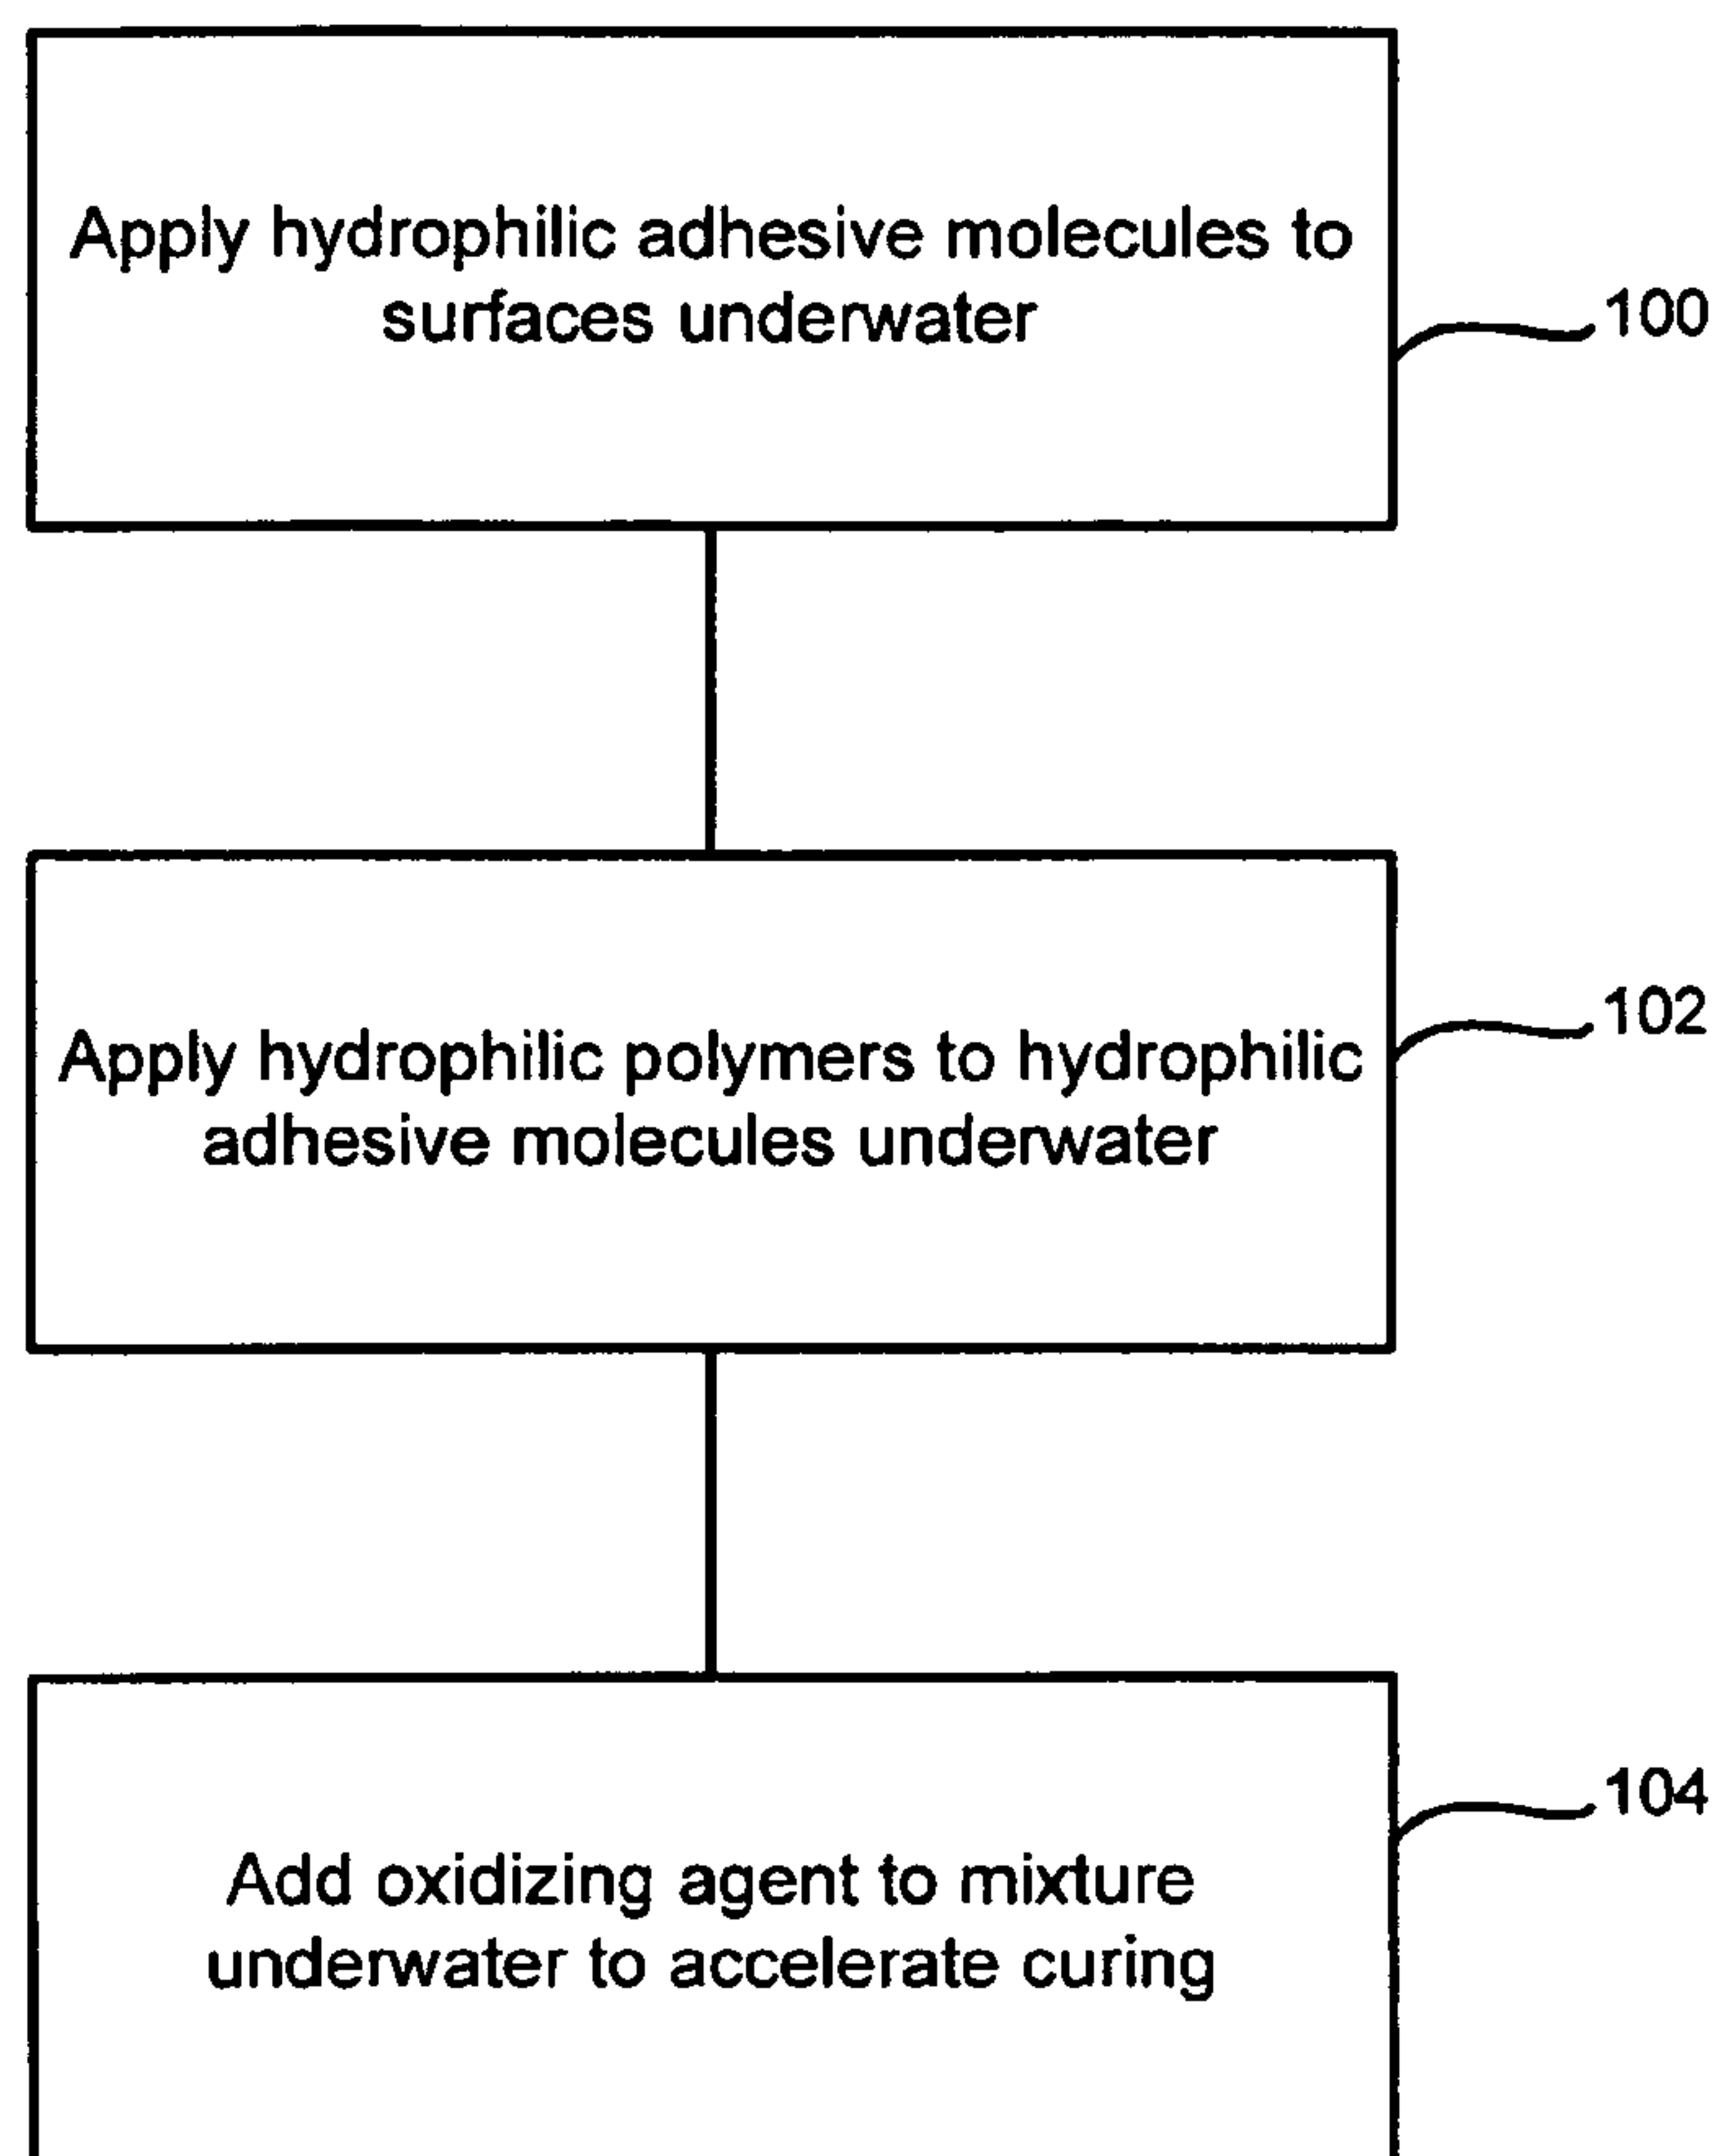 Apply hydrophilic adhesive molecules to
surfaces underwater
100
Apply hydrophilic polymers to hydrophilic
adhesive molecules underwater
102
Add oxidizing agent to mixture
underwater to accelerate curing
104